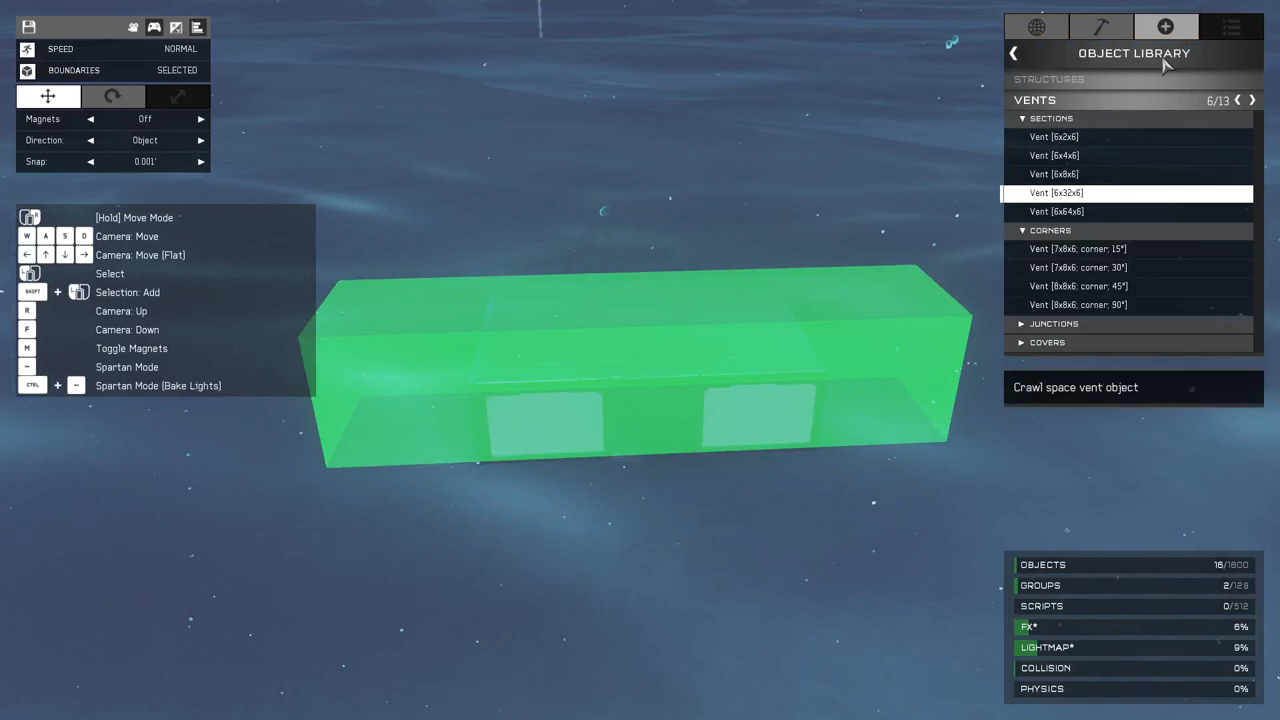 SPEED NORMAL
BOUNDARIES SELECTED
Magnets Off
Direction: Object
Snap: 0.001'
[Hold] Move Mode
W A S D Camera: Move
← ↑ ↓ → Camera: Move (Flat)
Select
SHIFT + Selection: Add
R Camera: Up
F Camera: Down
M Toggle Magnets
~ Spartan Mode
CTRL + ~ Spartan Mode (Bake Lights)
OBJECT LIBRARY
STRUCTURES
VENTS 6/13
SECTIONS
Vent [6x2x6]
Vent [6x4x6]
Vent [6x8x6]
Vent [6x32x6]
Vent [6x64x6]
CORNERS
Vent [7x8x6; corner; 15°]
Vent [7x8x6; corner; 30°]
Vent [8x8x6; corner; 45°]
Vent [8x8x6; corner; 90°]
JUNCTIONS
COVERS
Crawl space vent object
OBJECTS 16/1600
GROUPS 2/128
SCRIPTS 0/512
FX* 6%
LIGHTMAP* 9%
COLLISION 0%
PHYSICS 0%